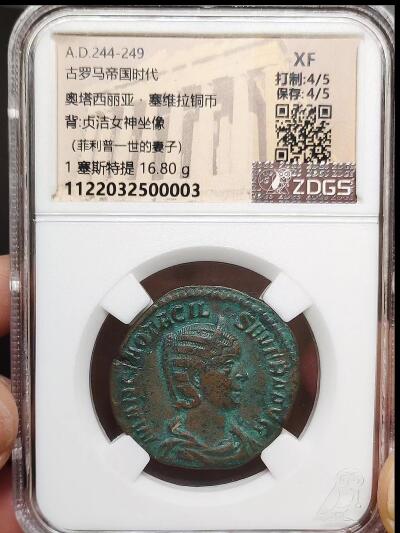 A.D.244-249
古罗马帝国时代
奥塔西丽亚·塞维拉铜币
背:贞洁女神坐像
(菲利普一世的妻子)
1 塞斯特提 16.80 g
1122032500003
XF
打制:4/5
保存:4/5
ZDGS